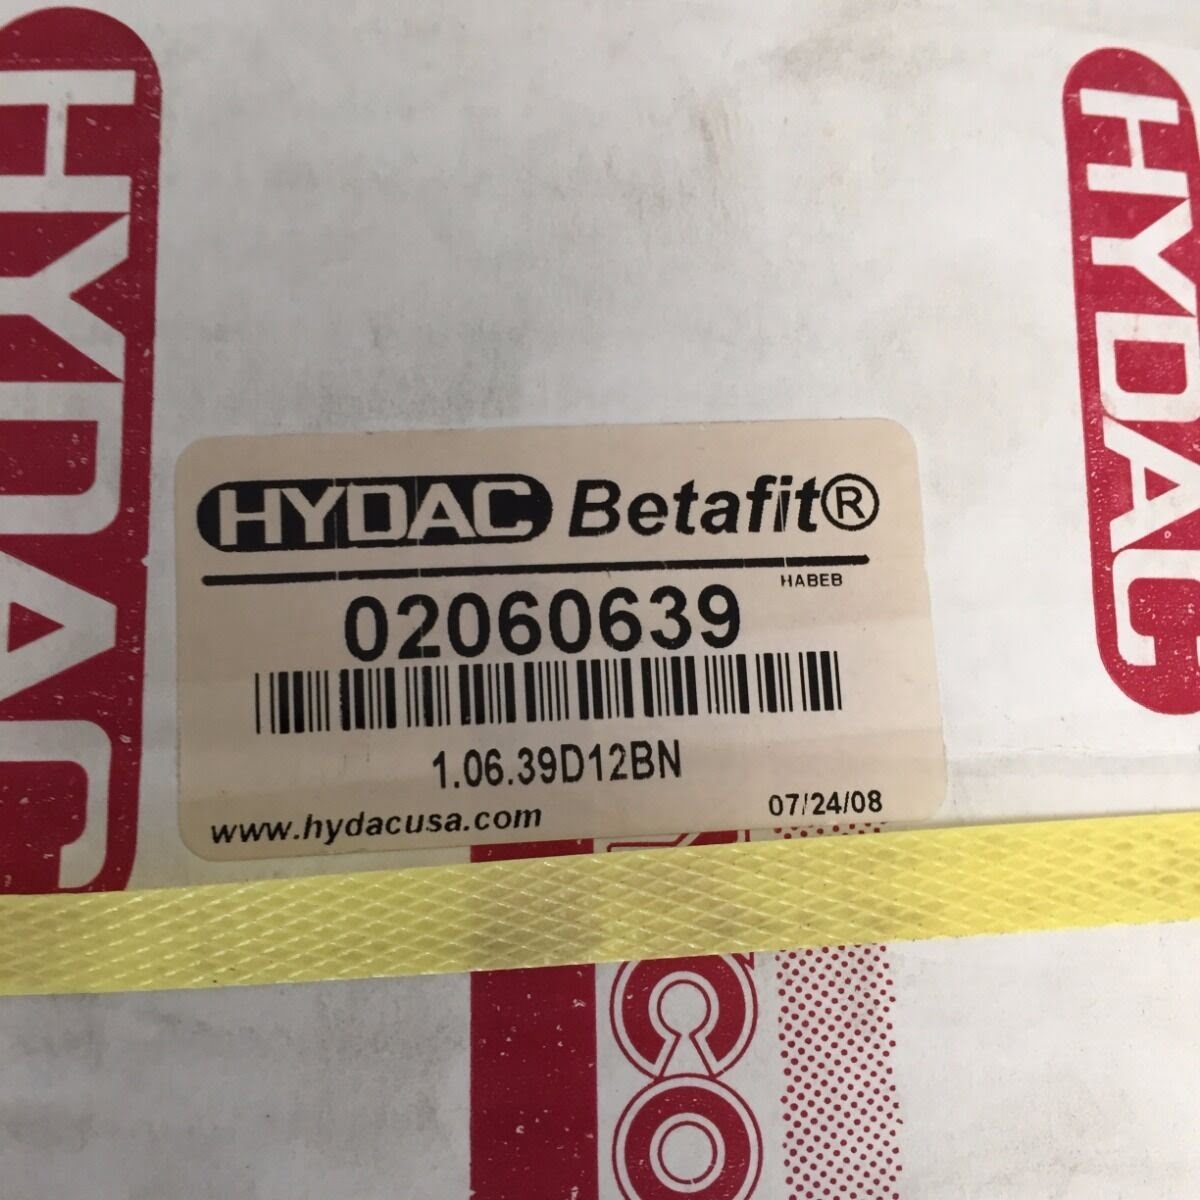 HYDAC
HYDAC
HYDAC Betafit®
HABEB
02060639
1.06.39D12BN
www.hydacusa.com
07/24/08